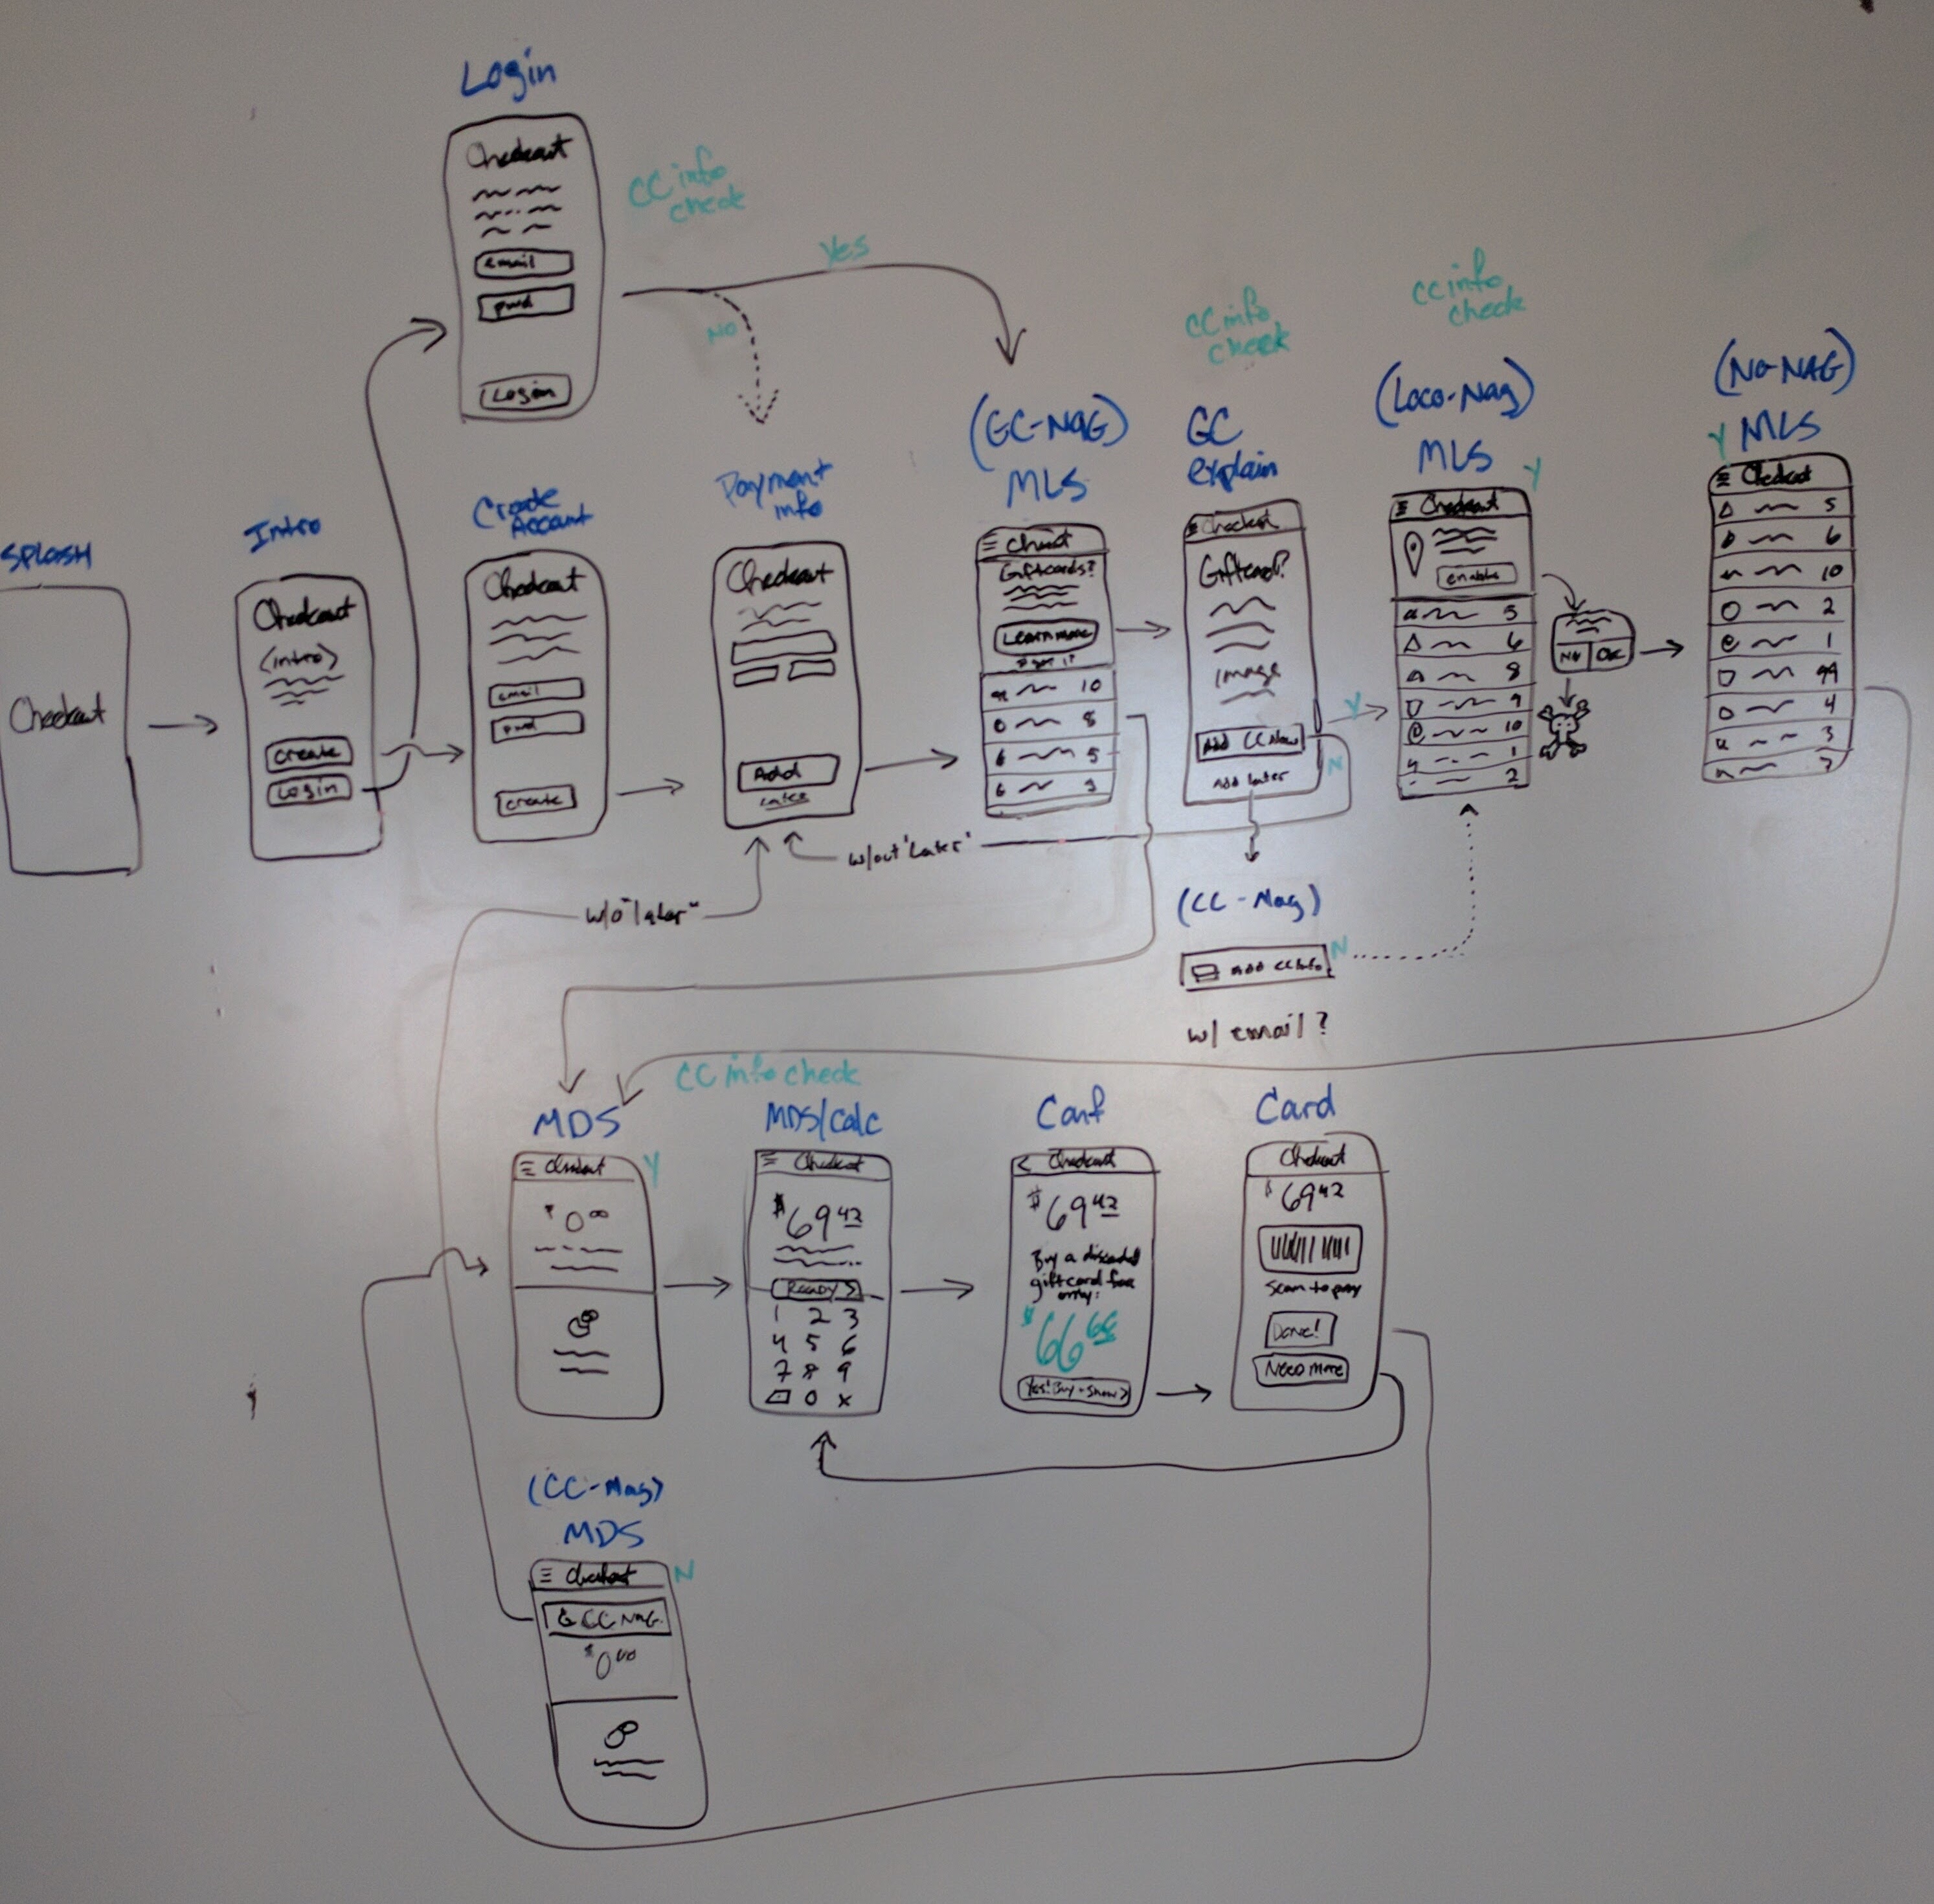 Login
Checkout
email
pwd
Login
CC info
check
Yes
No
SPLASH
Checkout
Intro
Checkout
<intro>
create
Login
Create
Account
Checkout
email
pwd
create
Payment
info
Checkout
Add
Later
(GC-NAG)
MLS
Giftcards?
Learn more
10
8
5
3
CC info
check
GC
explain
Checkout
Giftcard?
image
Add CC Now
Add Later
Y
N
CC info
check
(Loco-Nag)
MLS
Y
Checkout
enable
5
6
8
9
10
1
2
No OK
(NO-NAG)
Y MLS
Checkout
5
6
10
2
1
99
4
3
7
w/out "Later"
w/o "later"
(CC-Nag)
Add CC Info
N
w/ email?
CC info check
MDS
Y
Checkout
$0 00
MDS/Calc
Checkout
$69 42
Ready >
1 2 3
4 5 6
7 8 9
0 x
Conf
< Checkout
$69 42
Buy a discounted
giftcard for
only:
$66 68
Yes! Buy + Show >
Card
Checkout
$69 42
Scan to pay
Done!
Need more
(CC-Nag)
MDS
N
Checkout
CC NAG
$0 00